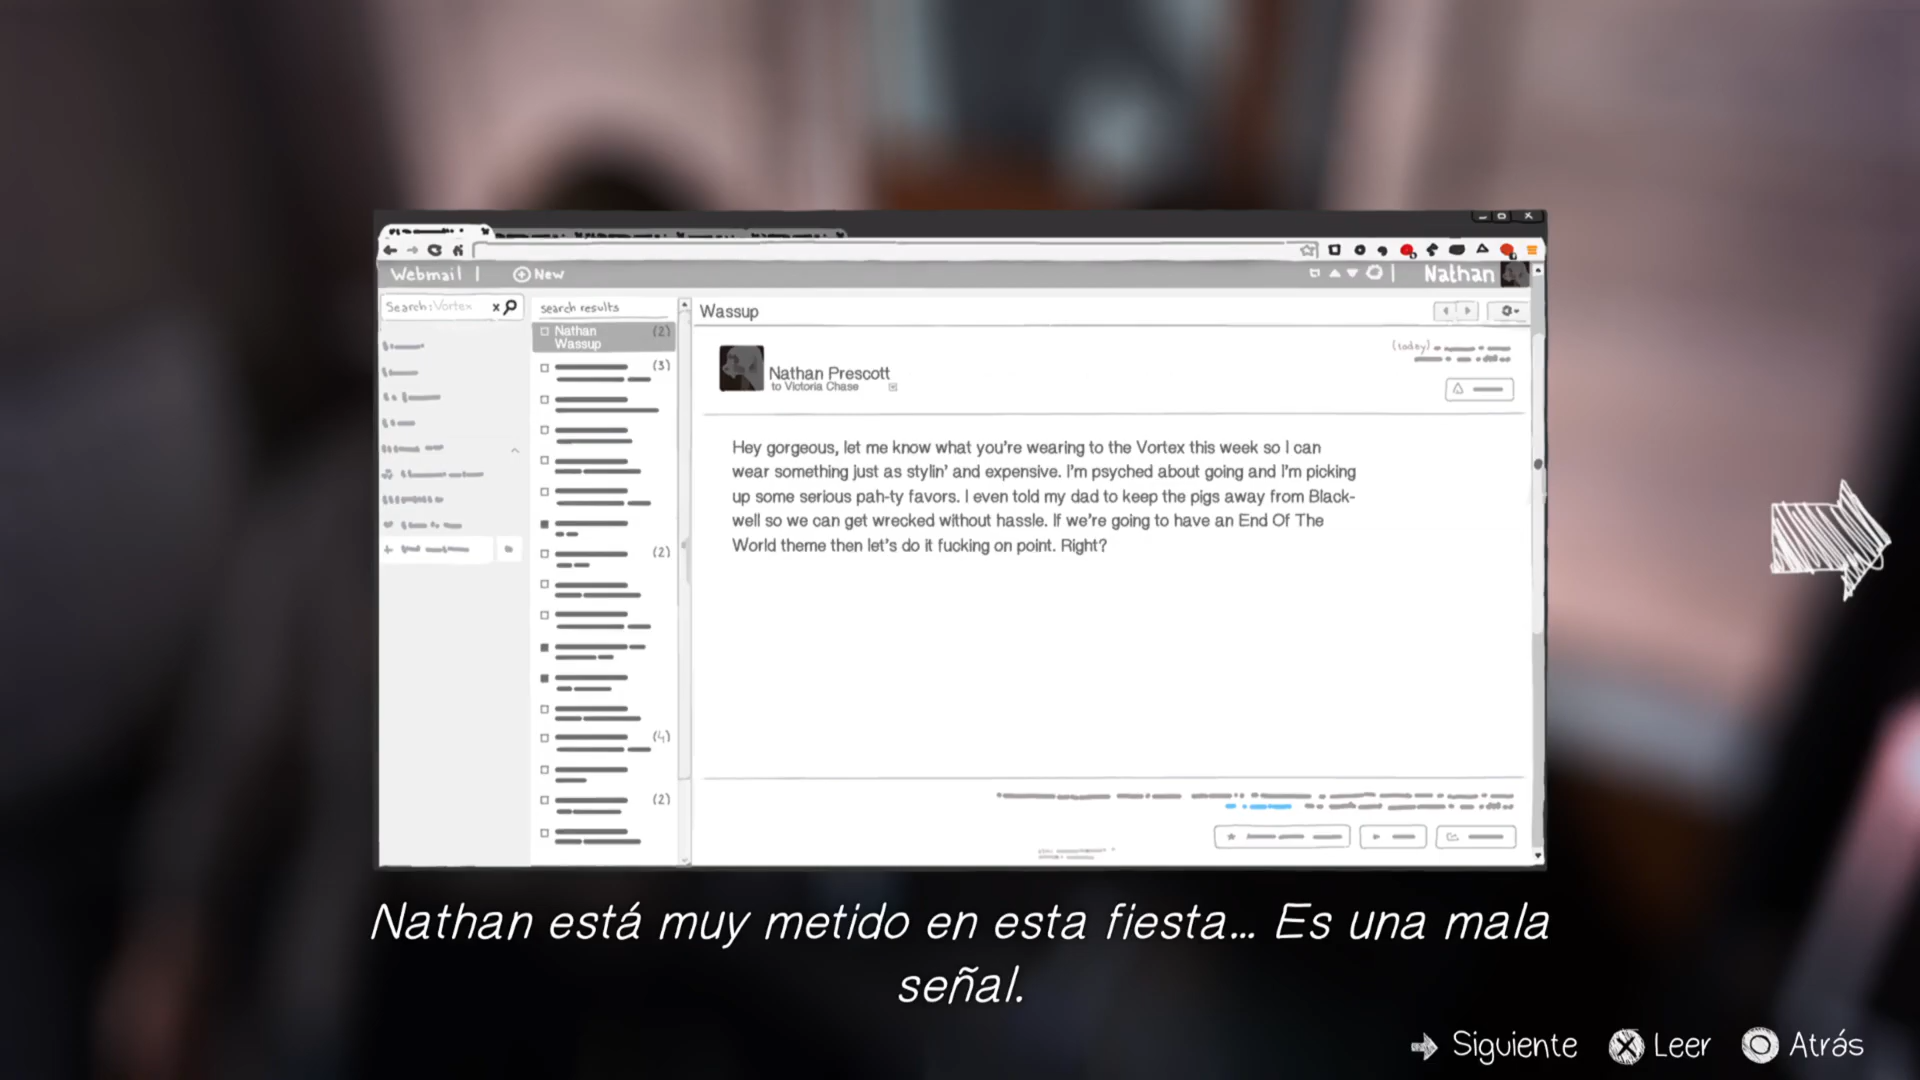 Webmail |
New
Nathan
Search: Vortex x
search results
Nathan (2)
Wassup
(3)
(2)
(4)
(2)
Wassup
(today)
Nathan Prescott
to Victoria Chase
Hey gorgeous, let me know what you're wearing to the Vortex this week so I can
wear something just as stylin' and expensive. I'm psyched about going and I'm picking
up some serious pah-ty favors. I even told my dad to keep the pigs away from Black-
well so we can get wrecked without hassle. If we're going to have an End Of The
World theme then let's do it fucking on point. Right?
Nathan está muy metido en esta fiesta... Es una mala
señal.
Siguiente Leer Atrás